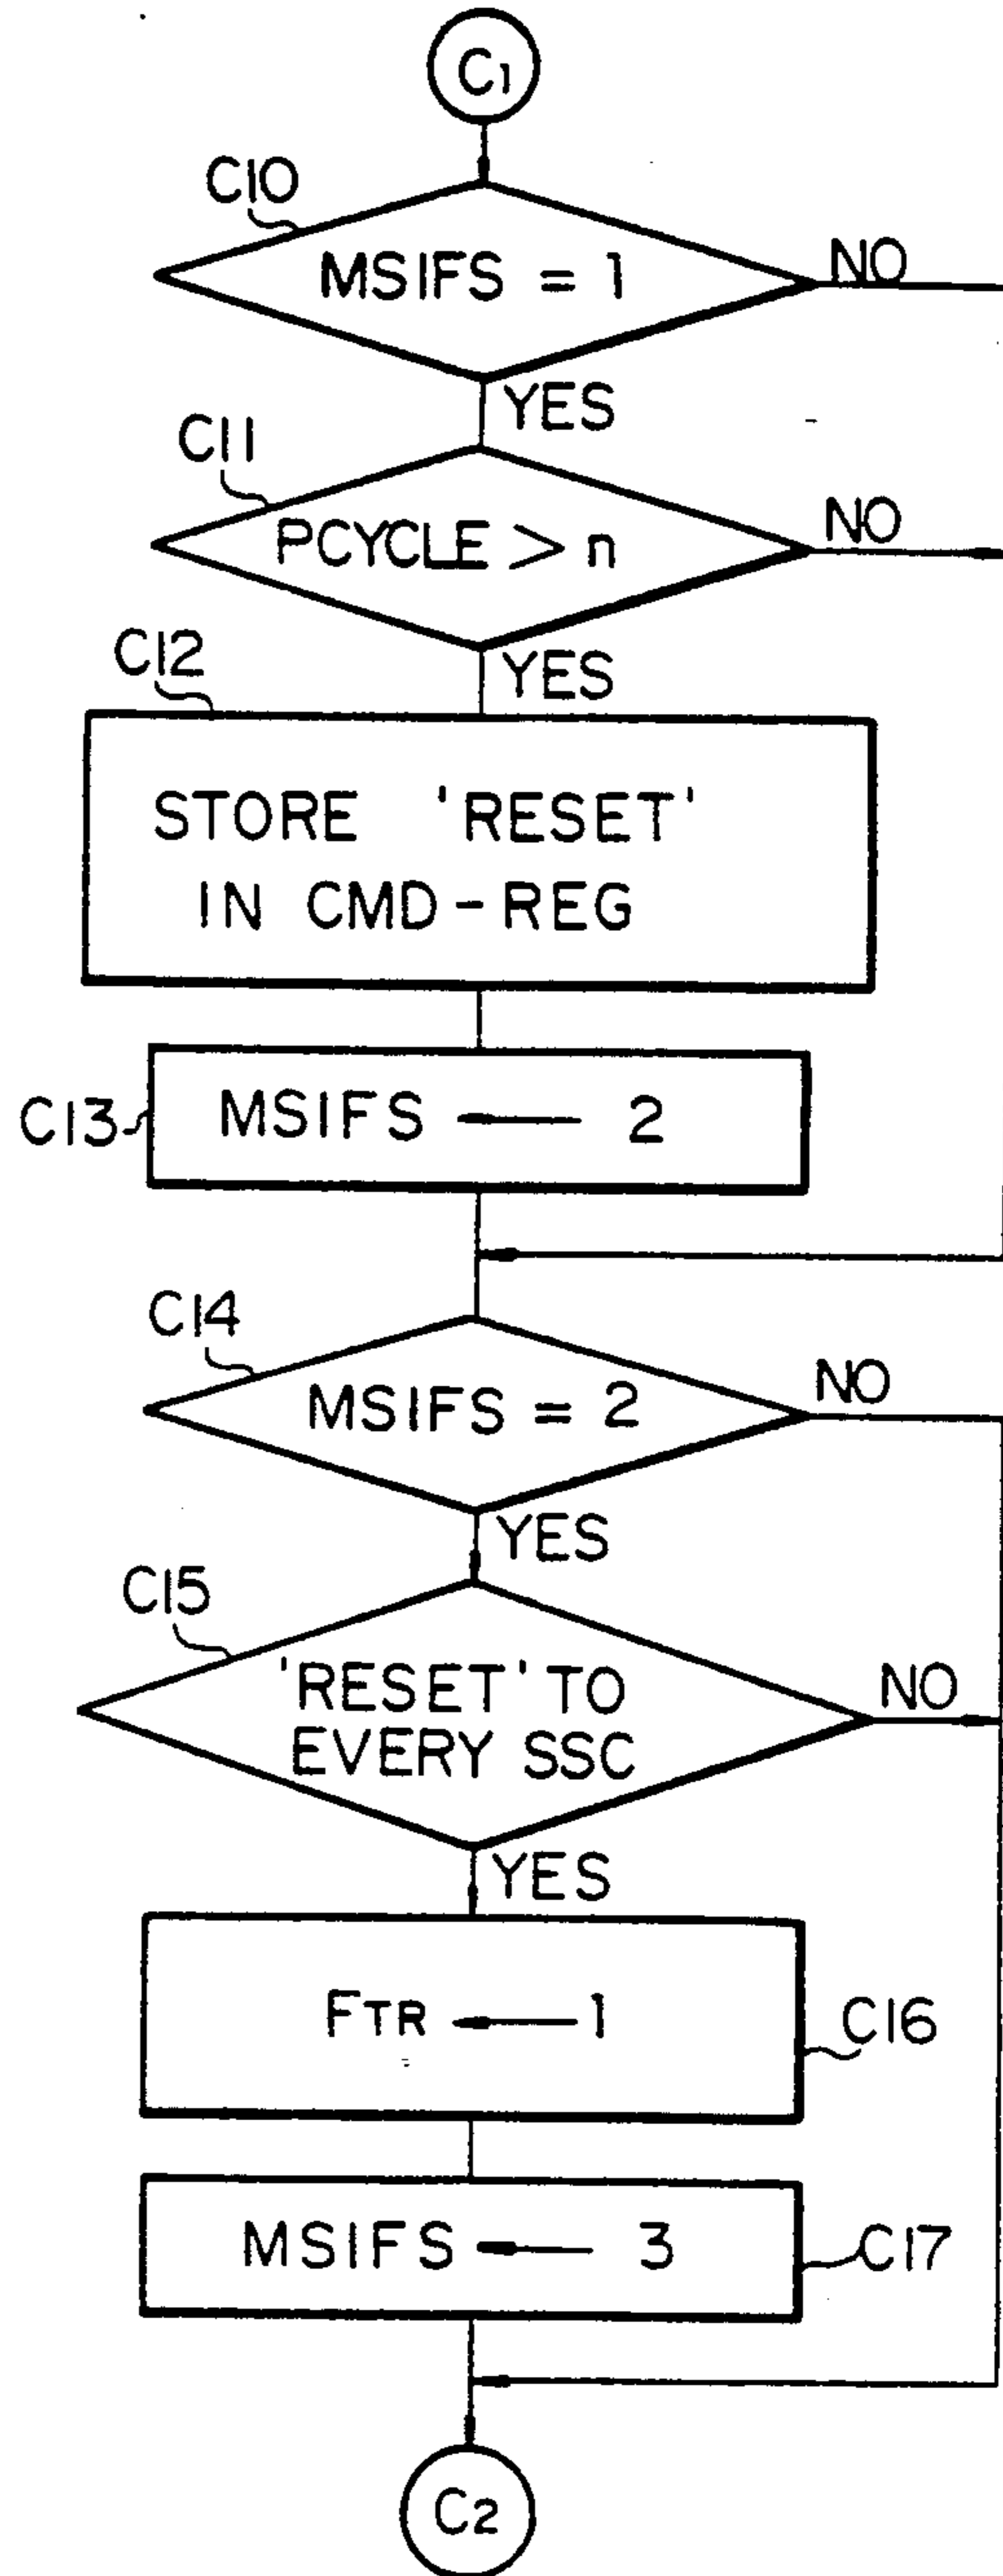 C1
C10
MSIFS = 1
NO
YES
C11
PCYCLE > n
NO
YES
C12
STORE 'RESET'
IN CMD-REG
C13
MSIFS ← 2
C14
MSIFS = 2
NO
YES
C15
'RESET' TO
EVERY SSC
NO
YES
FTR ← 1
C16
MSIFS ← 3
C17
C2